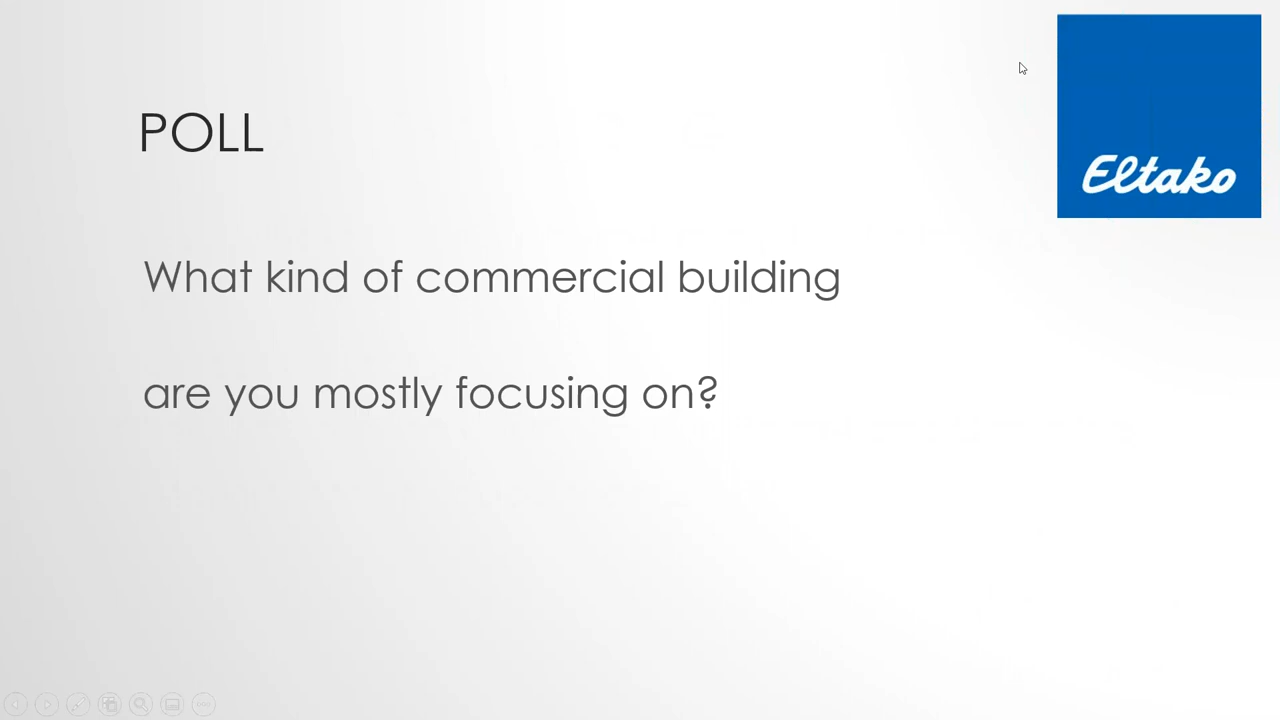 POLL
Eltako
What kind of commercial building
are you mostly focusing on?